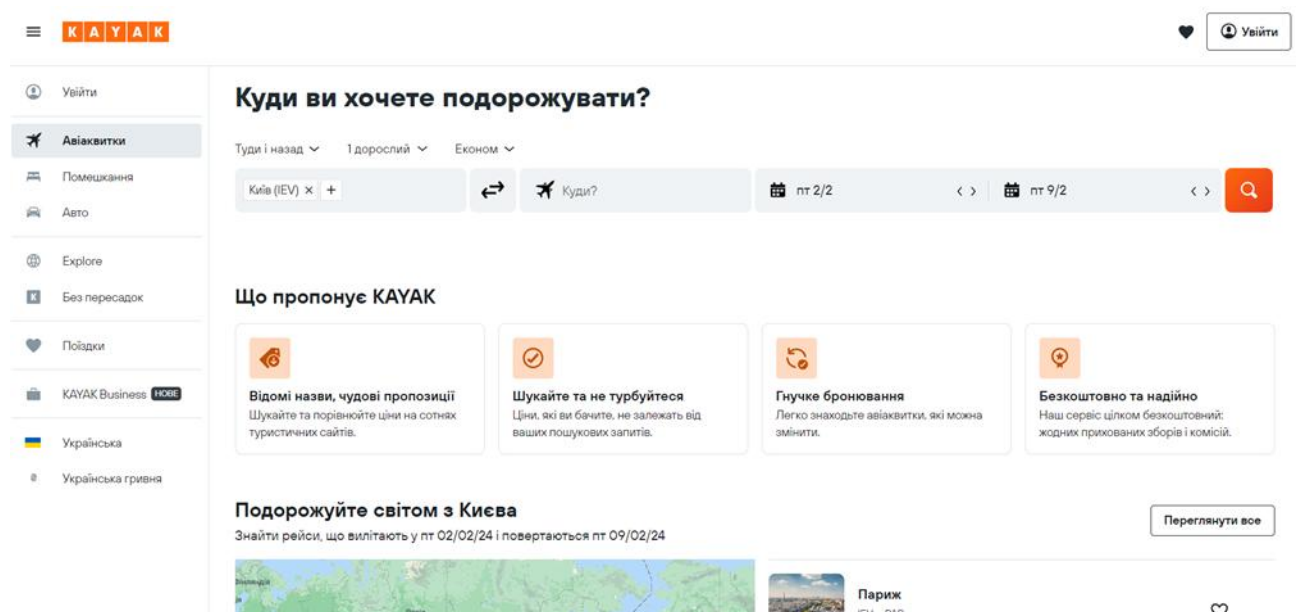 KAYAK
Увійти
Увійти
Авіаквитки
Помешкання
Авто
Explore
Без пересадок
Поїздки
KAYAK Business НОВЕ
Українська
₴ Українська гривня
Куди ви хочете подорожувати?
Туди і назад 1 дорослий Економ
Київ (IEV) × + Куди? пт 2/2 пт 9/2
Що пропонує KAYAK
Відомі назви, чудові пропозиції
Шукайте та порівнюйте ціни на сотнях
туристичних сайтів.
Шукайте та не турбуйтеся
Ціни, які ви бачите, не залежать від
ваших пошукових запитів.
Гнучке бронювання
Легко знаходьте авіаквитки, які можна
змінити.
Безкоштовно та надійно
Наш сервіс цілком безкоштовний:
жодних прихованих зборів і комісій.
Подорожуйте світом з Києва
Знайти рейси, що вилітають у пт 02/02/24 і повертаються пт 09/02/24
Переглянути все
Париж